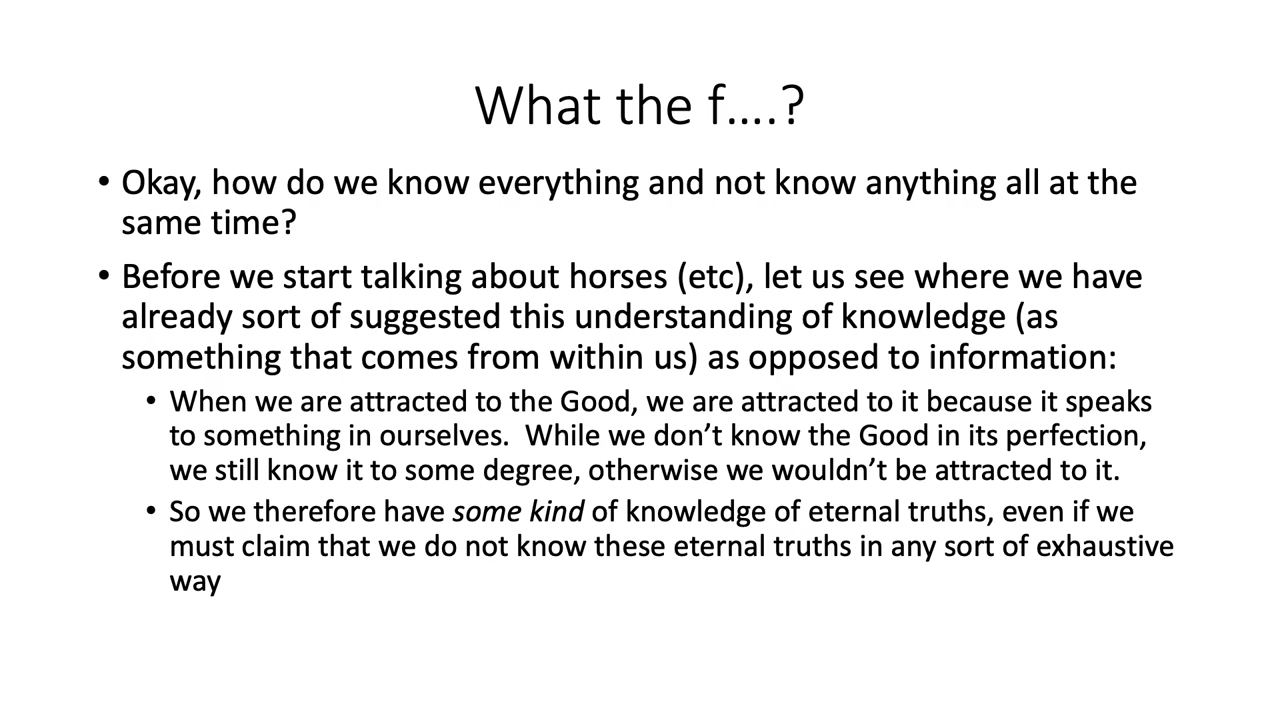 What the f....?
• Okay, how do we know everything and not know anything all at the
same time?
• Before we start talking about horses (etc), let us see where we have
already sort of suggested this understanding of knowledge (as
something that comes from within us) as opposed to information:
• When we are attracted to the Good, we are attracted to it because it speaks
to something in ourselves.  While we don’t know the Good in its perfection,
we still know it to some degree, otherwise we wouldn’t be attracted to it.
• So we therefore have some kind of knowledge of eternal truths, even if we
must claim that we do not know these eternal truths in any sort of exhaustive
way